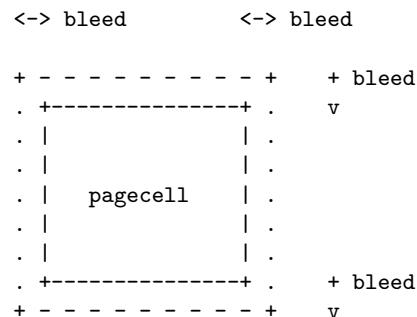 <-> bleed        <-> bleed

+ - - - - - - - - - +    + bleed
. +---------------+ .    v
. |               | .
. |               | .
. |   pagecell    | .
. |               | .
. |               | .
. +---------------+ .    + bleed
+ - - - - - - - - - +    v